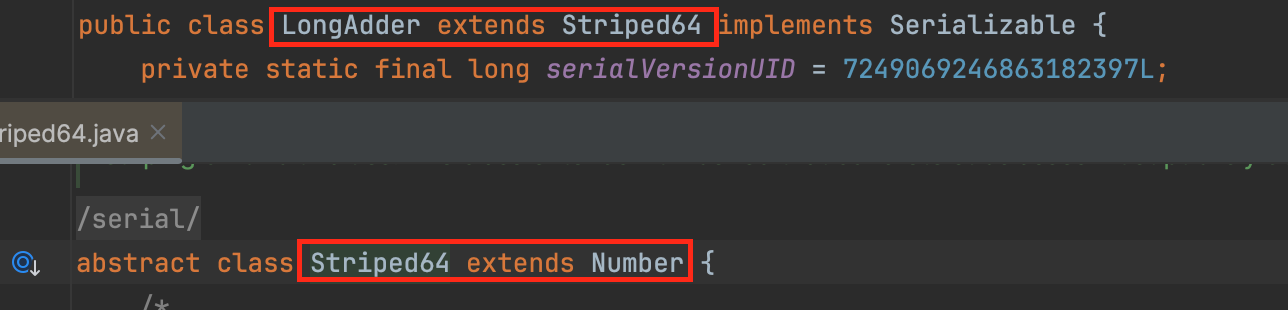 public class LongAdder extends Striped64 implements Serializable {
private static final long serialVersionUID = 7249069246863182397L;
riped64.java
/serial/
abstract class Striped64 extends Number {
/*